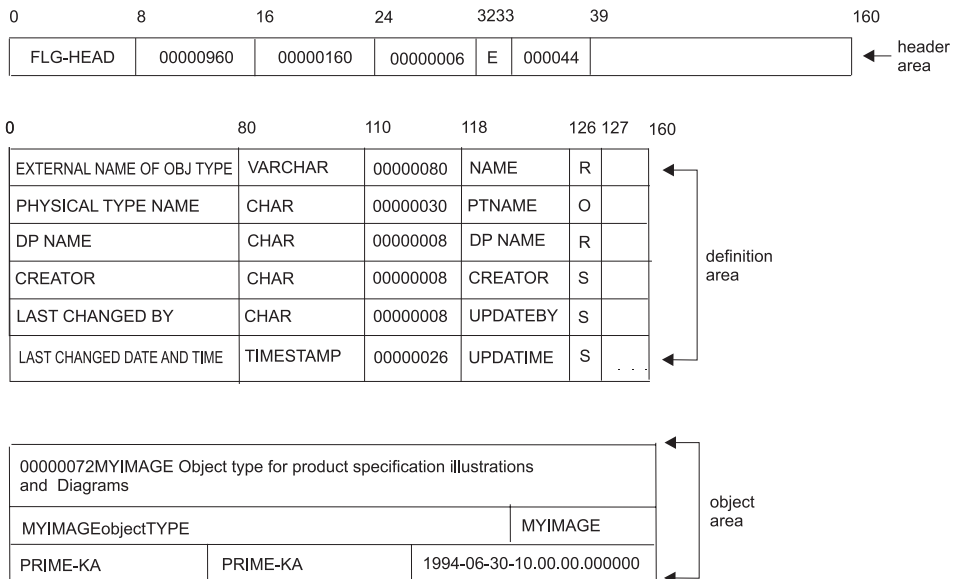 0 8 16 24 3233 39 160
FLG-HEAD 00000960 00000160 00000006 E 000044
header
area
0 80 110 118 126 127 160
EXTERNAL NAME OF OBJ TYPE VARCHAR 00000080 NAME R
PHYSICAL TYPE NAME CHAR 00000030 PTNAME O
DP NAME CHAR 00000008 DP NAME R
CREATOR CHAR 00000008 CREATOR S
LAST CHANGED BY CHAR 00000008 UPDATEBY S
LAST CHANGED DATE AND TIME TIMESTAMP 00000026 UPDATIME S . . .
definition
area
00000072MYIMAGE Object type for product specification illustrations
and Diagrams
MYIMAGEobjectTYPE MYIMAGE
PRIME-KA PRIME-KA 1994-06-30-10.00.00.000000
object
area